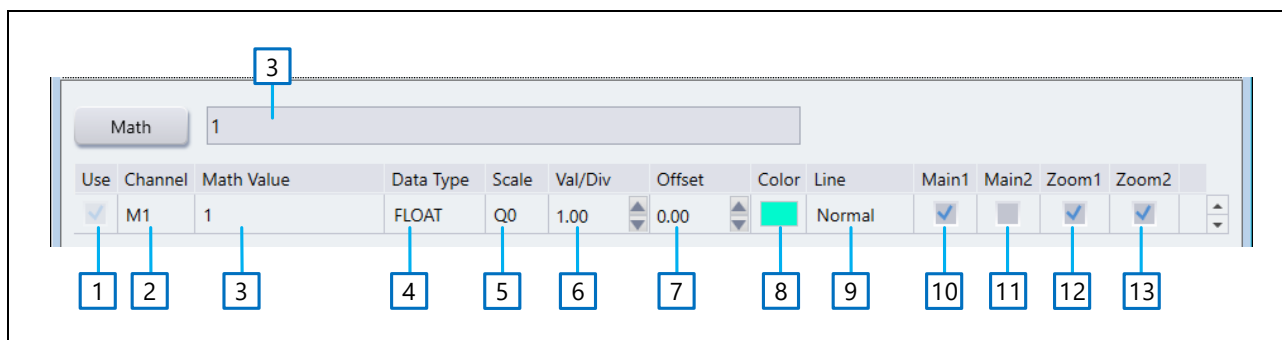 3
Math 1
Use Channel Math Value Data Type Scale Val/Div Offset Color Line Main1 Main2 Zoom1 Zoom2
M1 1 FLOAT Q0 1.00 0.00 Normal
1 2 3 4 5 6 7 8 9 10 11 12 13